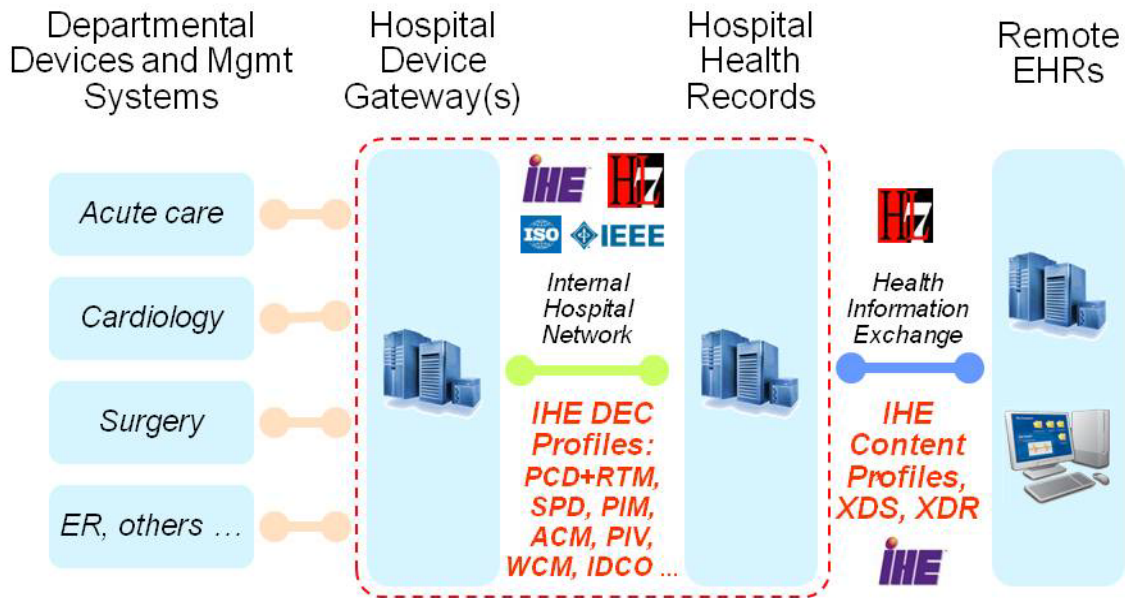 Departmental
Devices and Mgmt
Systems
Hospital
Device
Gateway(s)
Hospital
Health
Records
Remote
EHRs
Acute care
Cardiology
Surgery
ER, others …
IHE
HL7
ISO
IEEE
Internal
Hospital
Network
IHE DEC
Profiles:
PCD+RTM,
SPD, PIM,
ACM, PIV,
WCM, IDCO ...
HL7
Health
Information
Exchange
IHE
Content
Profiles,
XDS, XDR
IHE